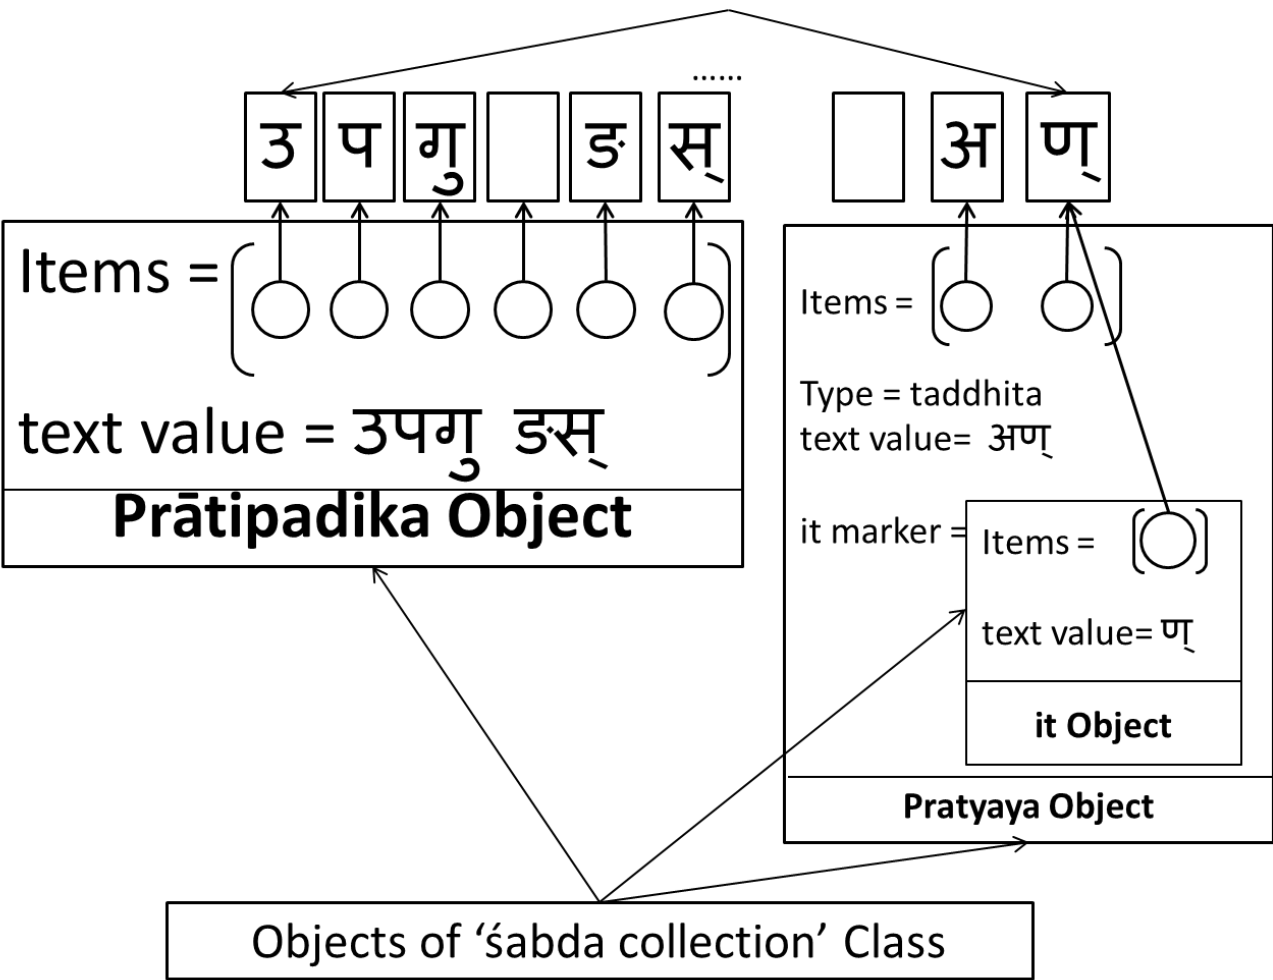 ……
उ प गु ङ स् अ ण्
Items =
text value = उपगु ङस्
Prātipadika Object
Items =
Type = taddhita
text value= अण्
it marker =
Items =
text value= ण्
it Object
Pratyaya Object
Objects of ‘śabda collection’ Class